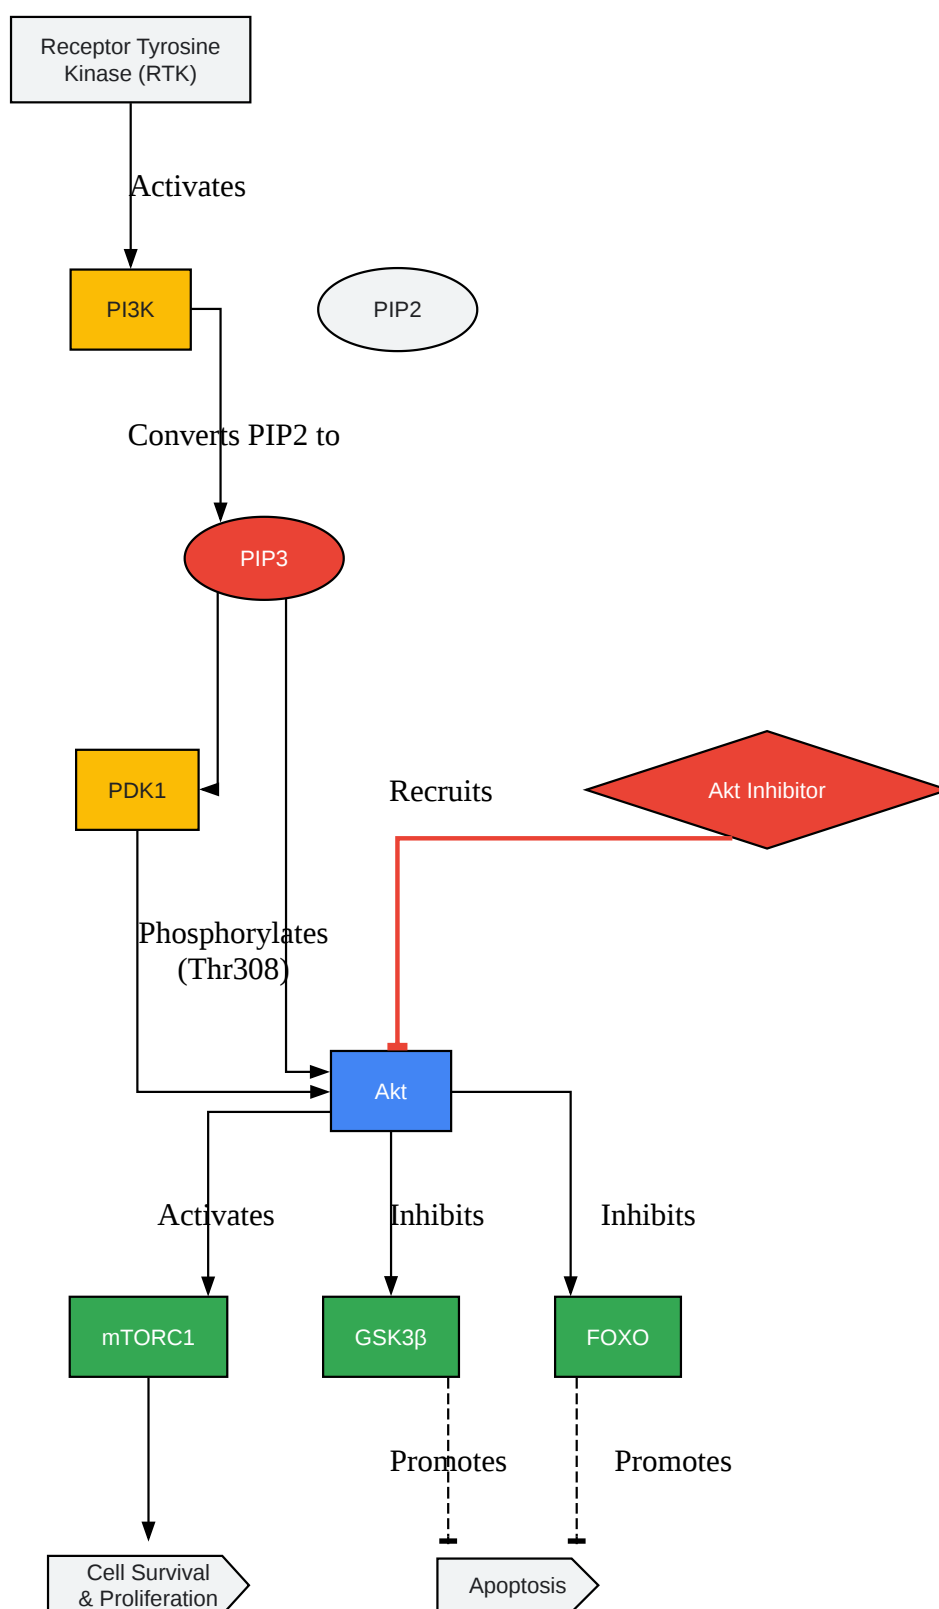 Receptor Tyrosine
Kinase (RTK)
Activates
PI3K
PIP2
Converts PIP2 to
PIP3
PDK1
Recruits
Akt Inhibitor
Phosphorylates
(Thr308)
Akt
Activates
Inhibits
Inhibits
mTORC1
GSK3β
FOXO
Promotes
Promotes
Cell Survival
& Proliferation
Apoptosis